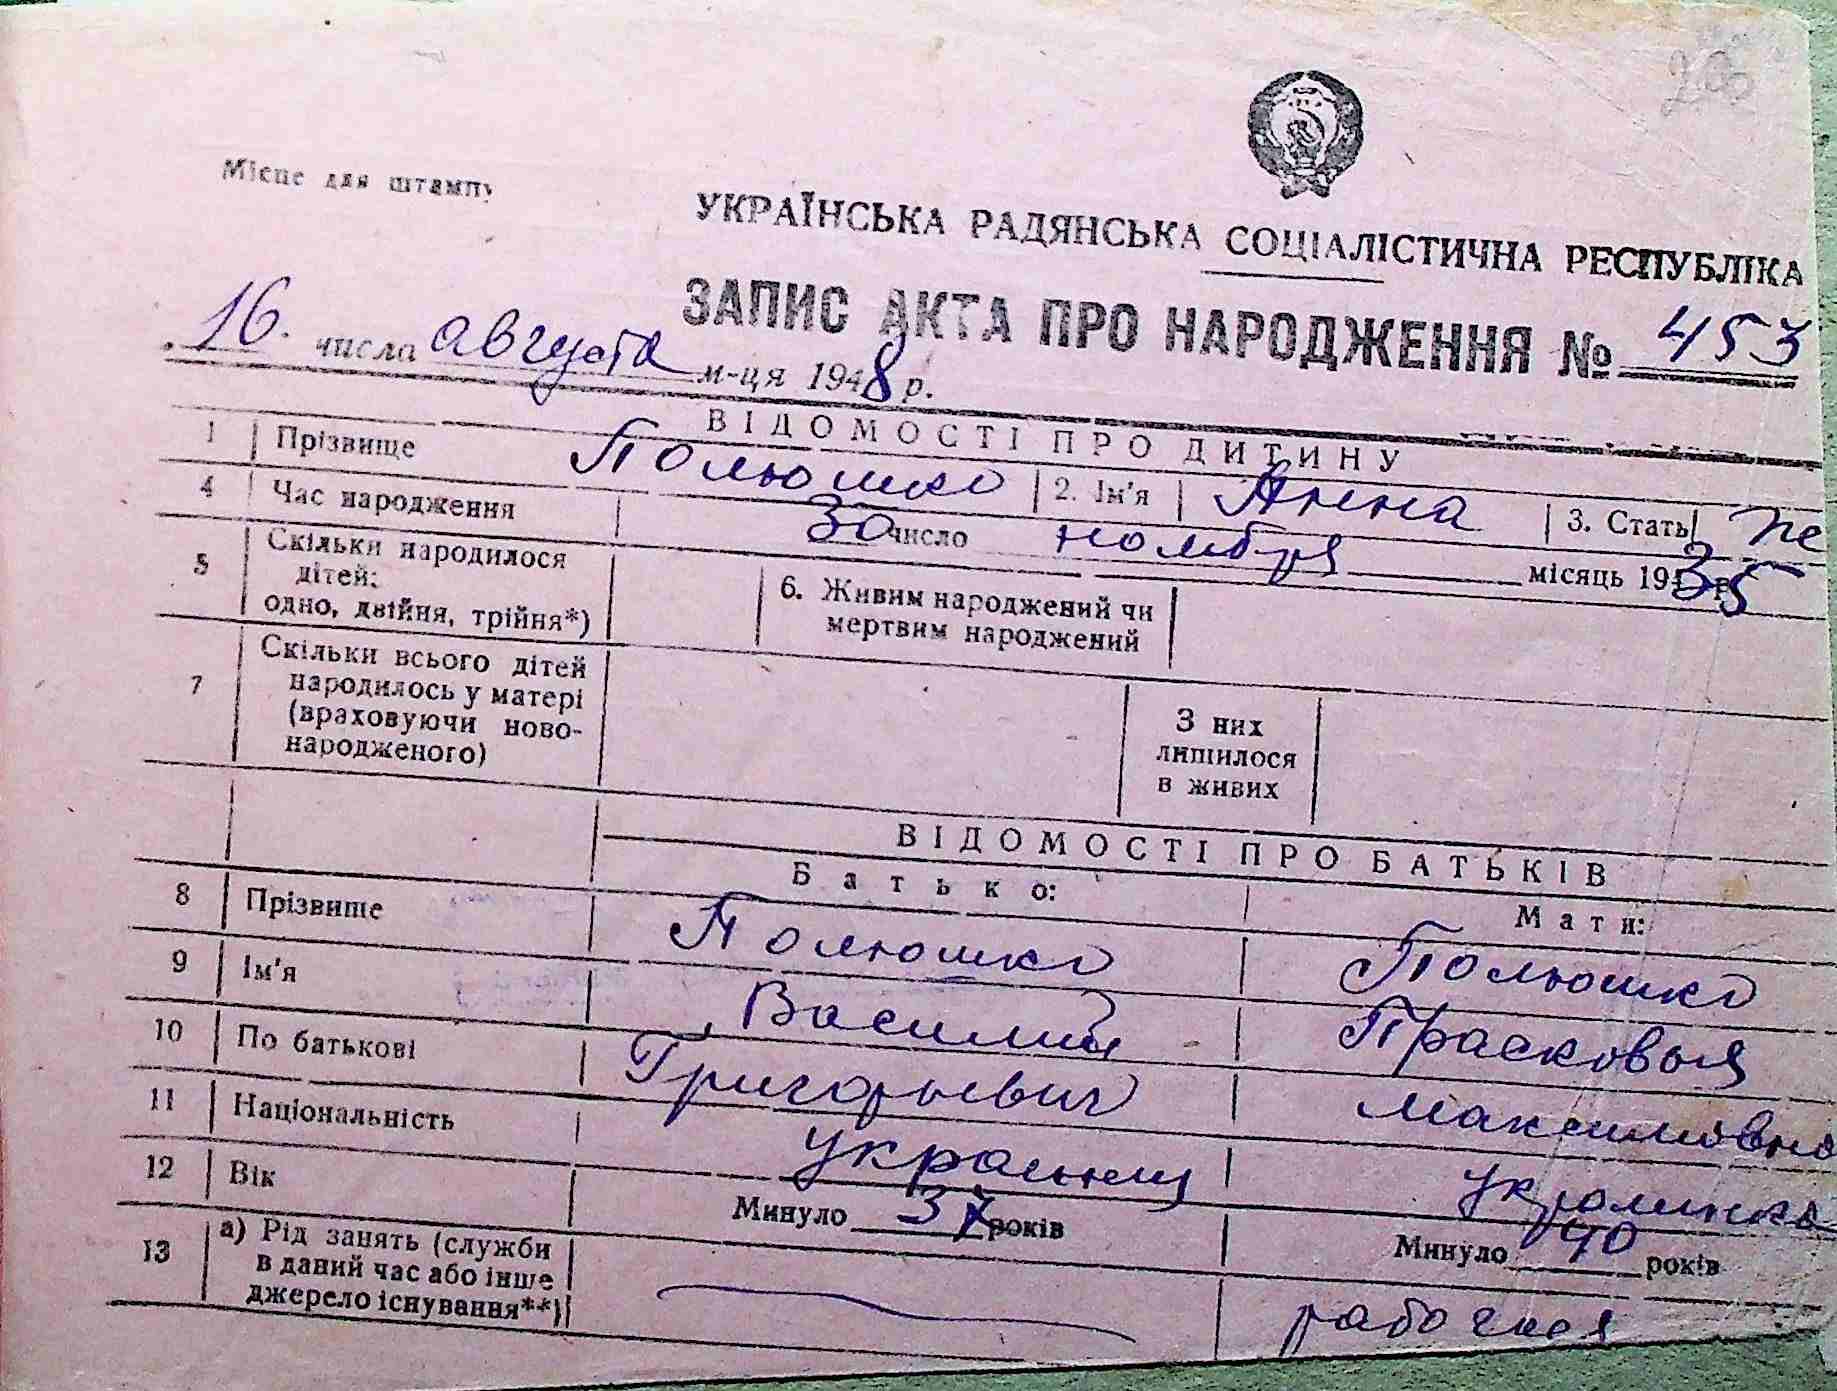 200
Місце для штампу
УКРАЇНСЬКА РАДЯНСЬКА СОЦІАЛІСТИЧНА РЕСПУБЛІКА
ЗАПИС АКТА ПРО НАРОДЖЕННЯ № 453
16. числа августа м-ця 1948 р.
ВІДОМОСТІ ПРО ДИТИНУ
1 Прізвище Полюшко 2. Ім'я Анна 3. Стать
4 Час народження 30 число ноября місяць 1935
5 Скільки народилося
дітей:
одно, двійня, трійня*)
6. Живим народжений чи
мертвим народжений
7 Скільки всього дітей
народилось у матері
(враховуючи ново-
народженого)
З них
лишилося
в живих
ВІДОМОСТІ ПРО БАТЬКІВ
Батько: Мати:
8 Прізвище Полюшко Полюшко
9 Ім'я Василий Прасковья
10 По батькові Григорьевич Максимовна
11 Національність украинец украинка
12 Вік Минуло 37 років Минуло 40 років
13 а) Рід занять (служби
в даний час або інше
джерело існування**) рабочая